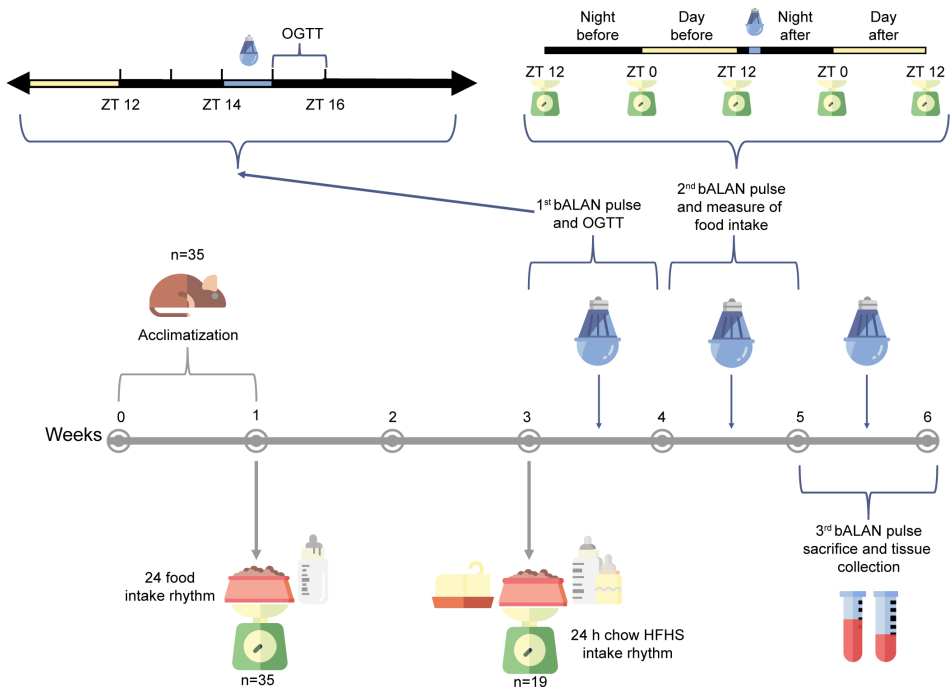 OGTT
ZT 12
ZT 14
ZT 16
Night
before
Day
before
Night
after
Day
after
ZT 12
ZT 0
ZT 12
ZT 0
ZT 12
1st bALAN pulse
and OGTT
2nd bALAN pulse
and measure of
food intake
n=35
Acclimatization
Weeks
0
1
2
3
4
5
6
24 food
intake rhythm
n=35
24 h chow HFHS
intake rhythm
n=19
3rd bALAN pulse
sacrifice and tissue
collection